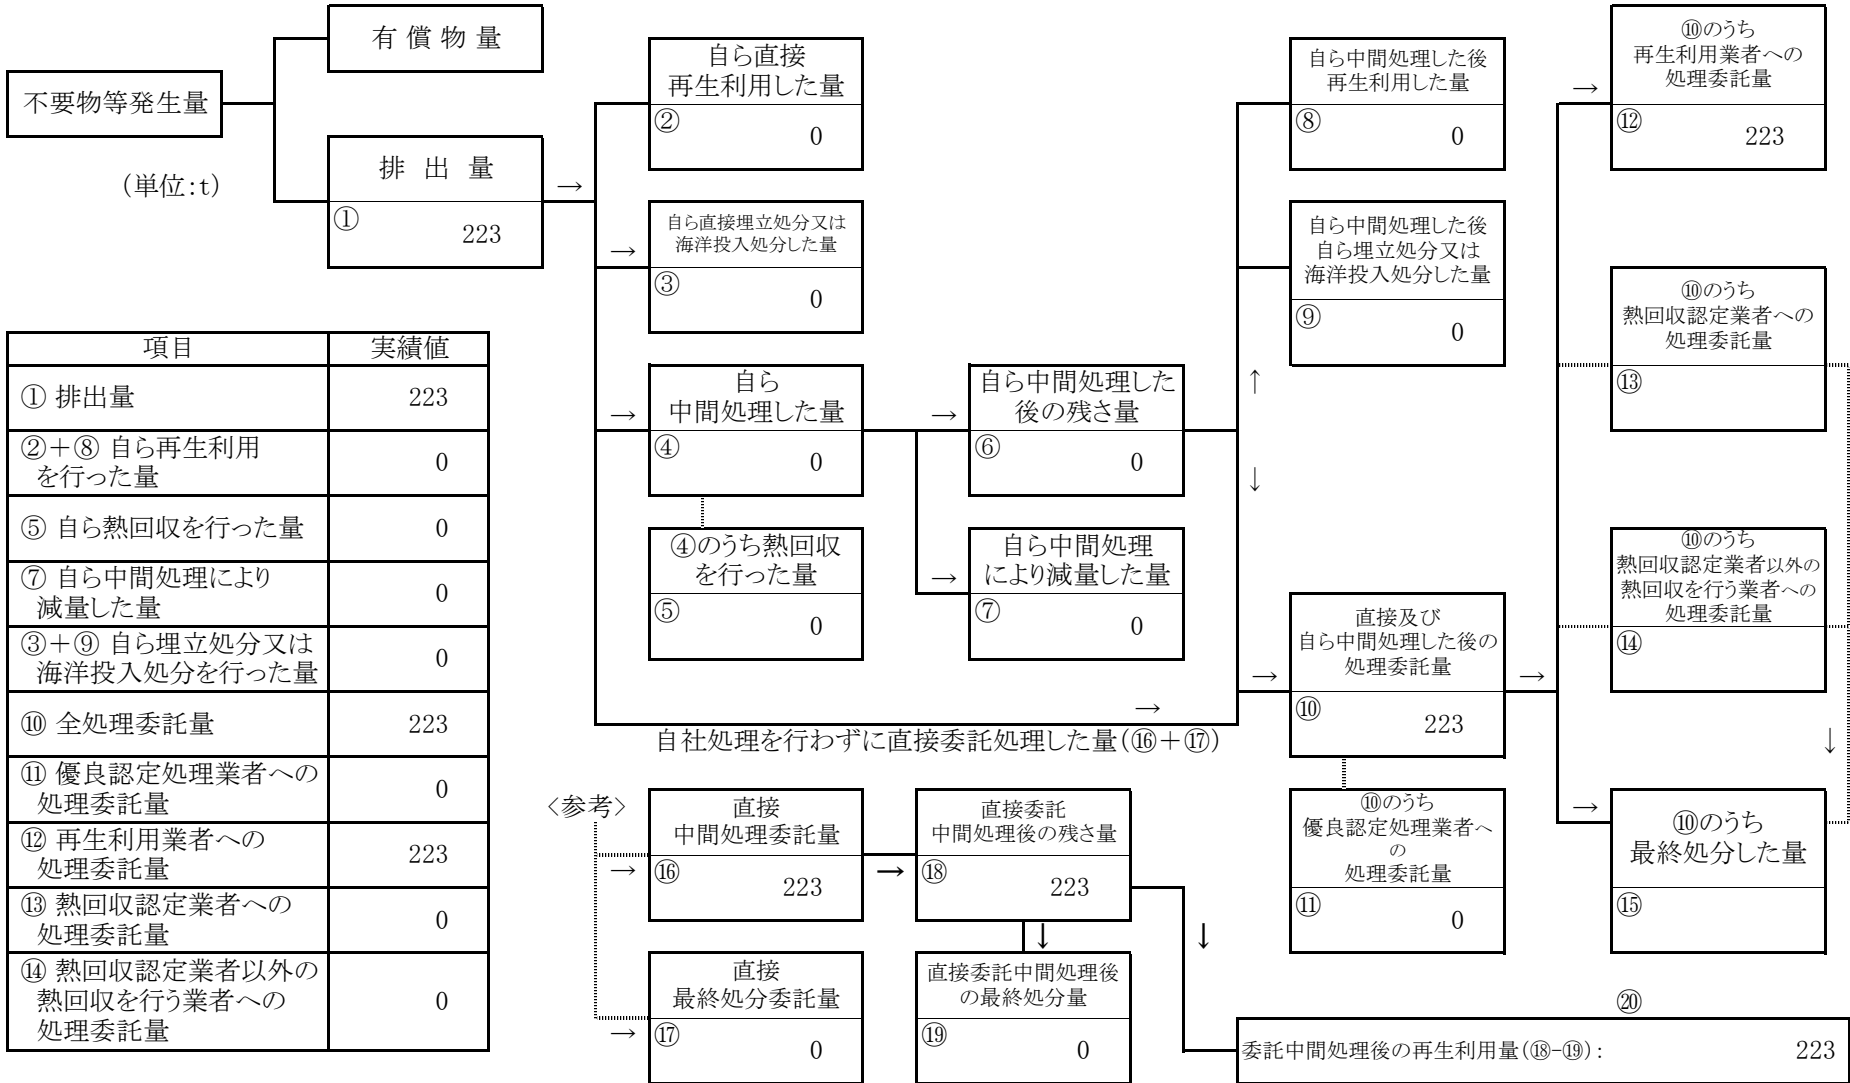 有 償 物 量
不要物等発生量
(単位:t)
排 出 量
①
223
→
自ら直接
再生利用した量
②
0
→
自ら直接埋立処分又は
海洋投入処分した量
③
0
→
自ら
中間処理した量
④
0
④のうち熱回収
を行った量
⑤
0
→
自ら中間処理した
後の残さ量
⑥
0
→
自ら中間処理
により減量した量
⑦
0
自ら中間処理した後
再生利用した量
⑧
0
自ら中間処理した後
自ら埋立処分又は
海洋投入処分した量
⑨
0
↑
↓
→
自社処理を行わずに直接委託処理した量(⑯+⑰)
→
直接及び
自ら中間処理した後の
処理委託量
⑩
223
⑩のうち
優良認定処理業者へ
の
処理委託量
⑪
0
→
→
⑩のうち
再生利用業者への
処理委託量
⑫
223
⑩のうち
熱回収認定業者への
処理委託量
⑬
⑩のうち
熱回収認定業者以外の
熱回収を行う業者への
処理委託量
⑭
↓
→
⑩のうち
最終処分した量
⑮
項目 実績値
① 排出量 223
②+⑧ 自ら再生利用
を行った量 0
⑤ 自ら熱回収を行った量 0
⑦ 自ら中間処理により
減量した量 0
③+⑨ 自ら埋立処分又は
海洋投入処分を行った量 0
⑩ 全処理委託量 223
⑪ 優良認定処理業者への
処理委託量 0
⑫ 再生利用業者への
処理委託量 223
⑬ 熱回収認定業者への
処理委託量 0
⑭ 熱回収認定業者以外の
熱回収を行う業者への
処理委託量 0
〈参考〉
→
直接
中間処理委託量
⑯
223
→
直接委託
中間処理後の残さ量
⑱
223
↓
↓
→
直接
最終処分委託量
⑰
0
直接委託中間処理後
の最終処分量
⑲
0
⑳
委託中間処理後の再生利用量(⑱-⑲): 223